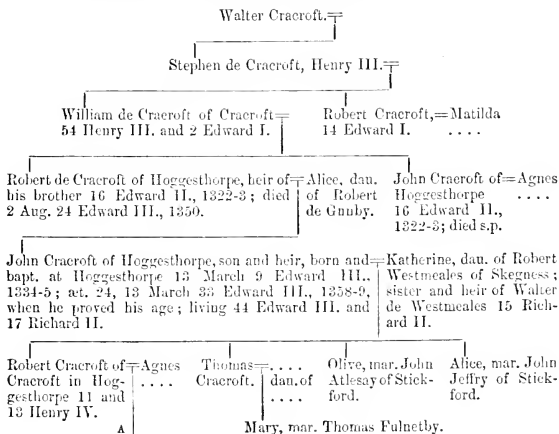 Walter Cracroft.
Stephen de Cracroft, Henry III.
William de Cracroft of Cracroft=
54 Henry III. and 2 Edward I.
Robert Cracroft,=Matilda
14 Edward I. ....
Robert de Cracroft of Hoggesthorpe, heir of
his brother 16 Edward II., 1322-3; died
2 Aug. 24 Edward III., 1350.
=Alice, dau.
of Robert
de Gunby.
John Cracroft of=Agnes
Hoggesthorpe ....
16 Edward II.,
1322-3; died s.p.
John Cracroft of Hoggesthorpe, son and heir, born and
bapt. at Hoggesthorpe 13 March 9 Edward III.,
1334-5; æt. 24, 13 March 33 Edward III., 1358-9,
when he proved his age; living 44 Edward III. and
17 Richard II.
=Katherine, dau. of Robert
Westmeales of Skegness;
sister and heir of Walter
de Westmeales 15 Rich-
ard II.
Robert Cracroft of=Agnes
Cracroft in Hog- ....
gesthorpe 11 and
13 Henry IV.
A
Thomas=....
Cracroft. dau. of
....
Olive, mar. John
Atlesay of Stick-
ford.
Alice, mar. John
Jeffry of Stick-
ford.
Mary, mar. Thomas Fulnetby.